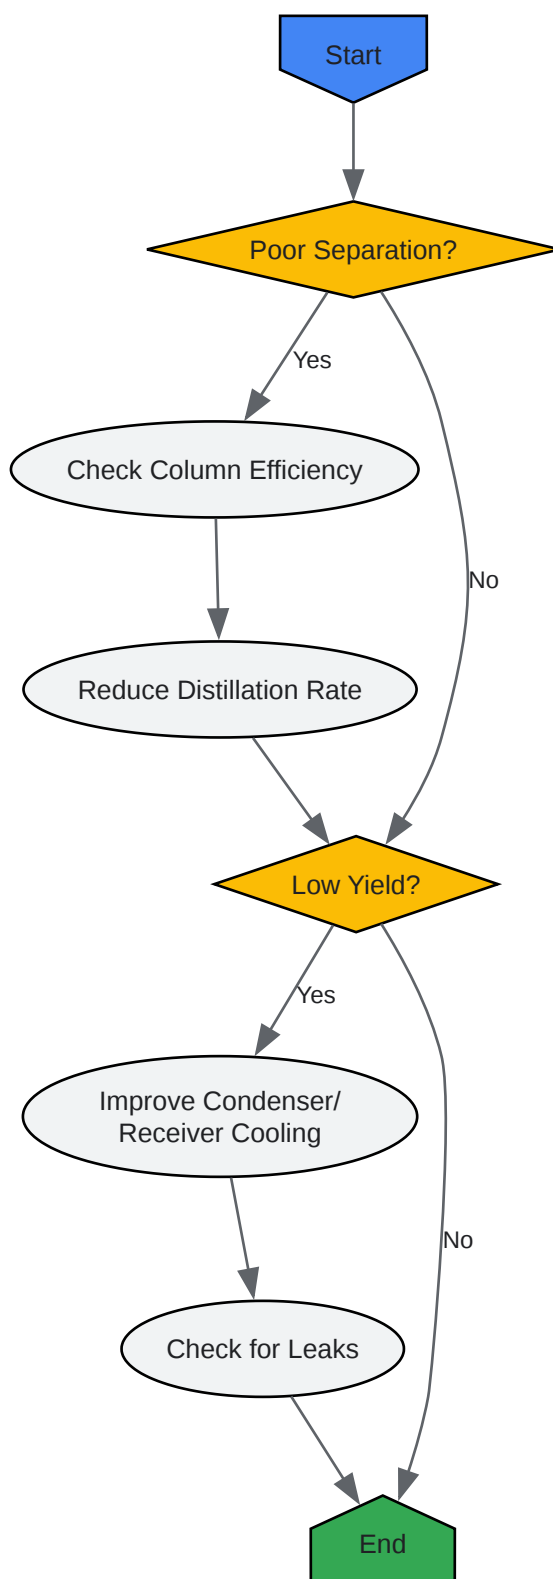 Start
Poor Separation?
Yes
Check Column Efficiency
No
Reduce Distillation Rate
Low Yield?
Yes
Improve Condenser/
Receiver Cooling
No
Check for Leaks
End